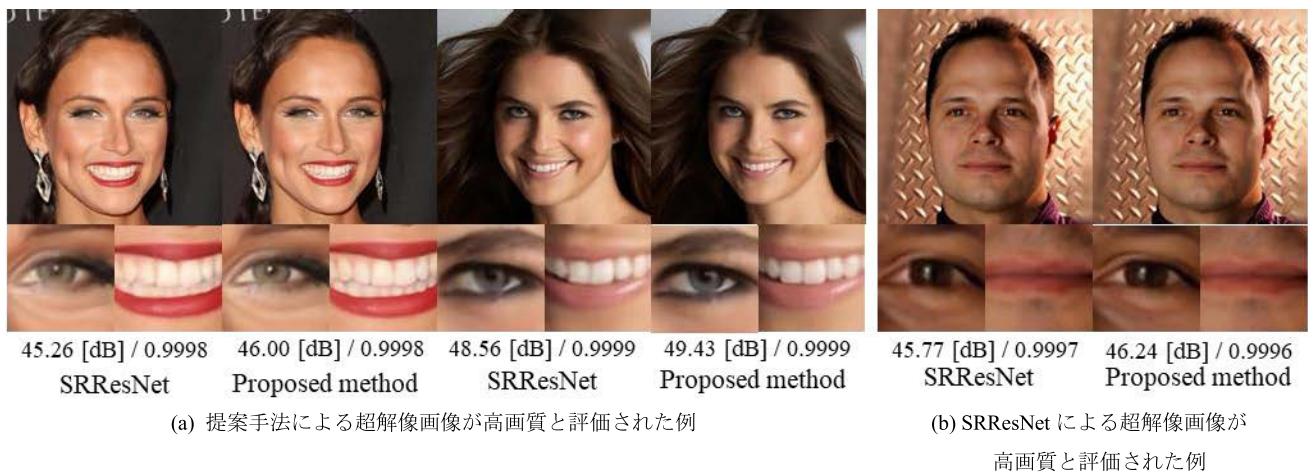 45.26 [dB] / 0.9998 46.00 [dB] / 0.9998 48.56 [dB] / 0.9999 49.43 [dB] / 0.9999 45.77 [dB] / 0.9997 46.24 [dB] / 0.9996
SRResNet Proposed method SRResNet Proposed method SRResNet Proposed method
(a) 提案手法による超解像画像が高画質と評価された例
(b) SRResNet による超解像画像が
高画質と評価された例